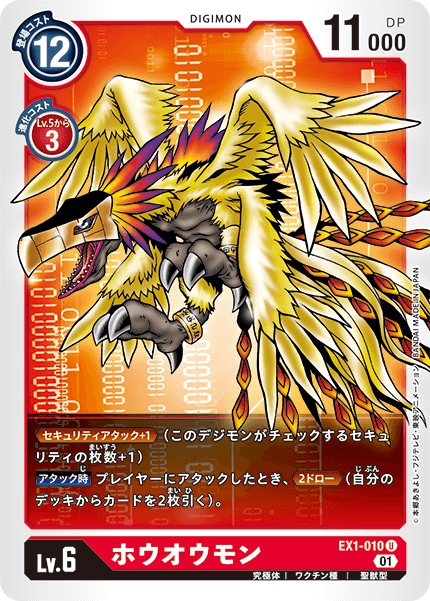 登場コスト
12
DIGIMON
DP
11000
進化コスト
Lv.5から
3
セキュリティアタック+1 (このデジモンがチェックするセキュ
リティの枚数+1)
アタック時 プレイヤーにアタックしたとき、2ドロー (自分の
デッキからカードを2枚引く)。
©本郷あきよし・フジテレビ・東映アニメーション BANDAI MADE IN JAPAN
Lv.6
ホウオウモン
EX1-010 U
01
究極体 | ワクチン種 | 聖獣型